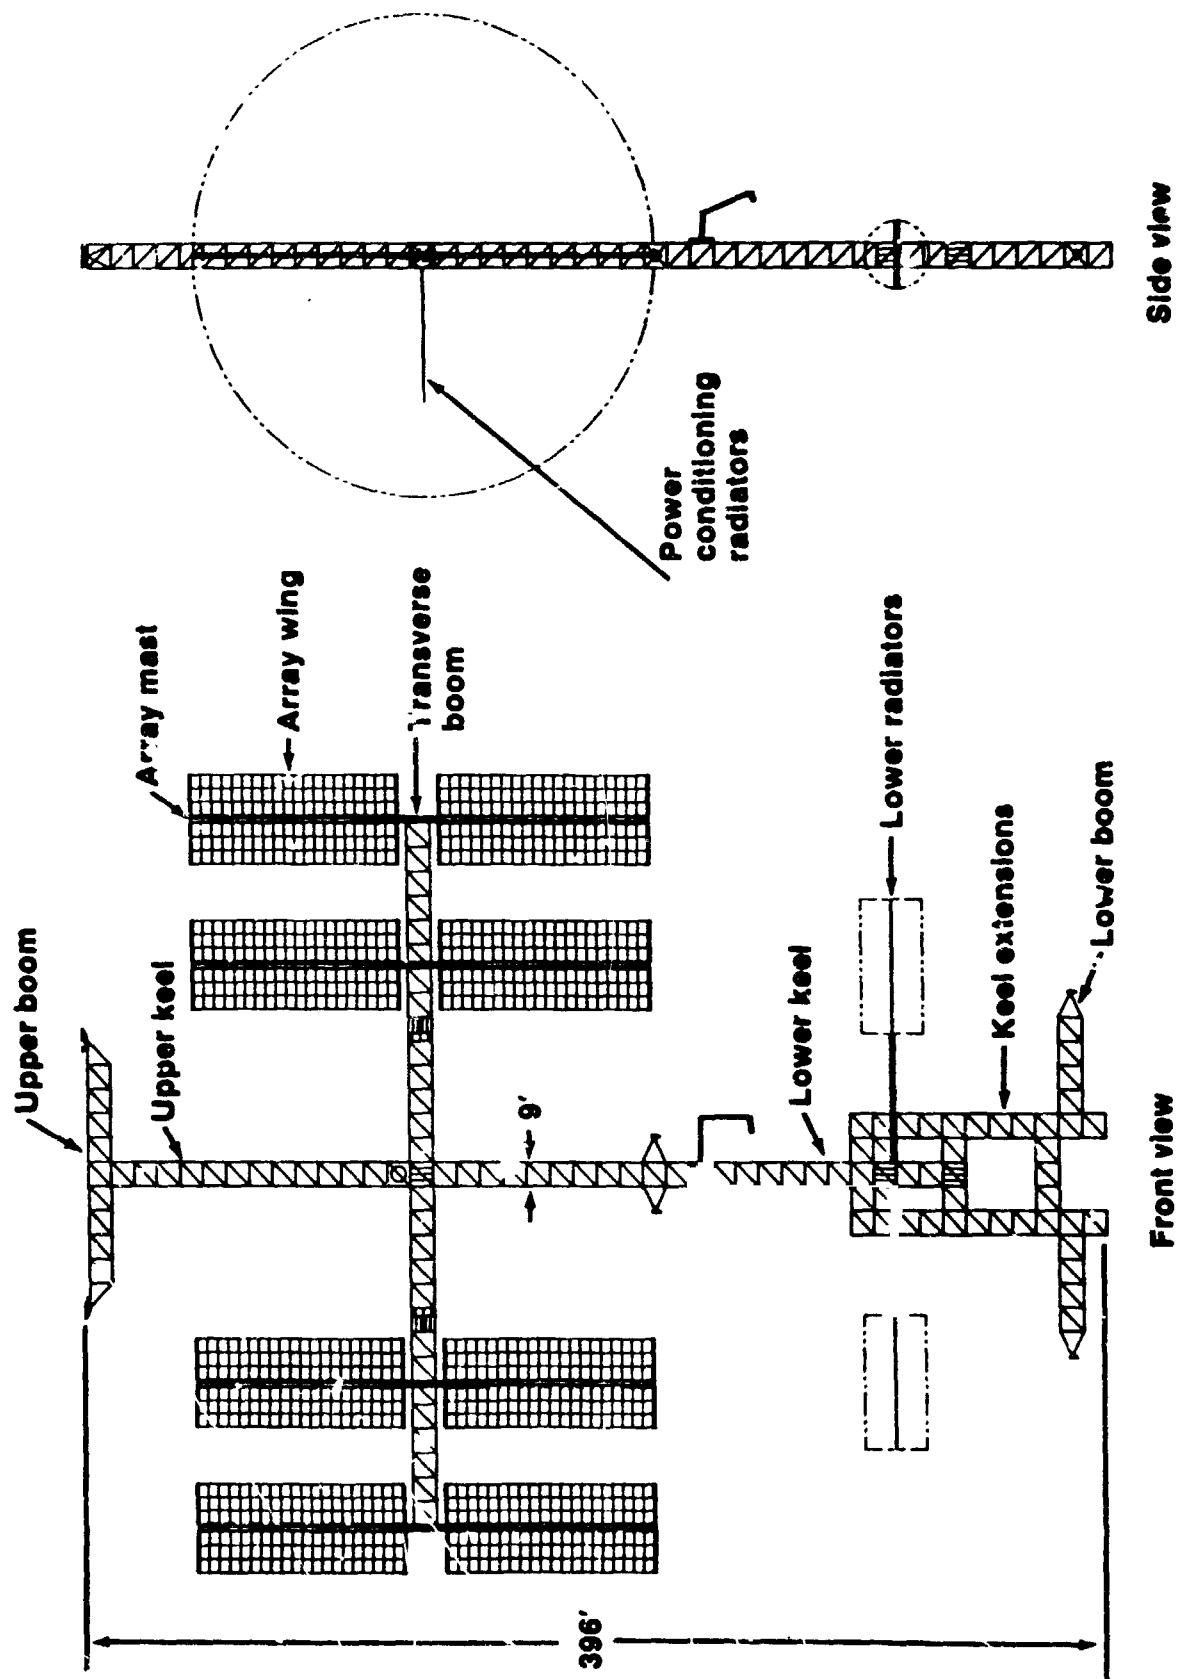 Upper boom
Upper keel
Array mast
Array wing
Transverse
boom
9'
Lower keel
Lower radiators
Keel extensions
Lower boom
396'
Front view
Power
conditioning
radiators
Side view